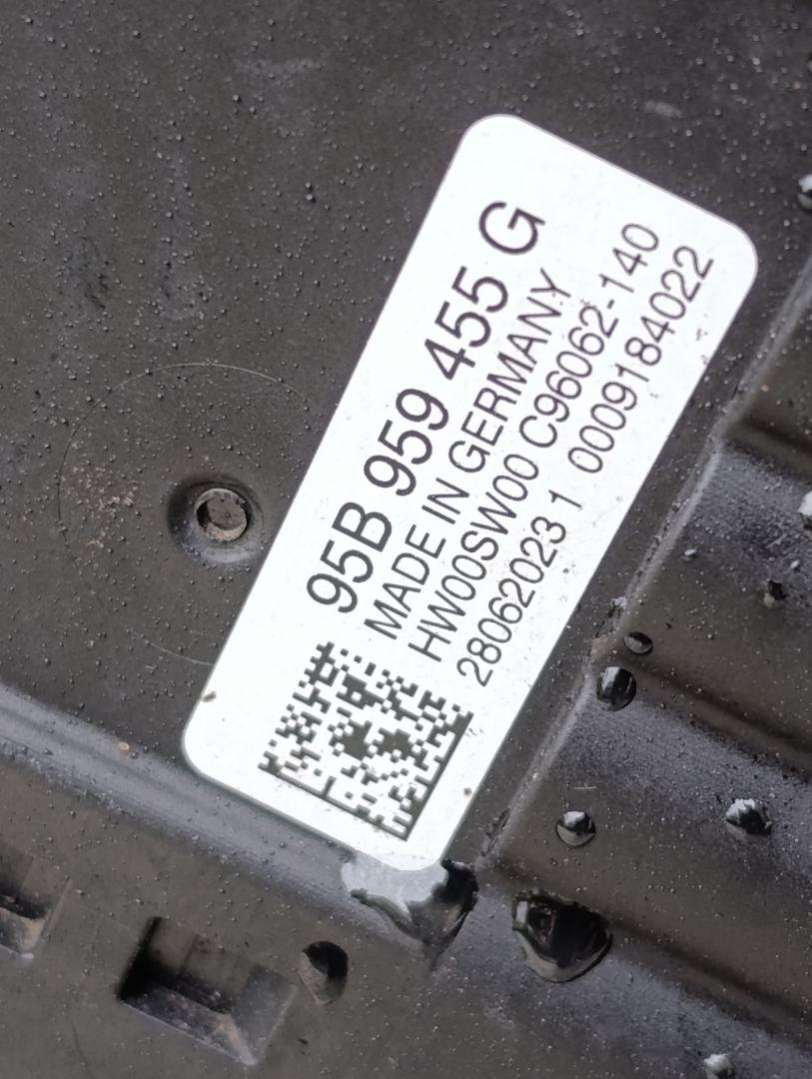 95B 959 455 G
MADE IN GERMANY
HW00SW00 C96062-140
28062023 1 0009184022